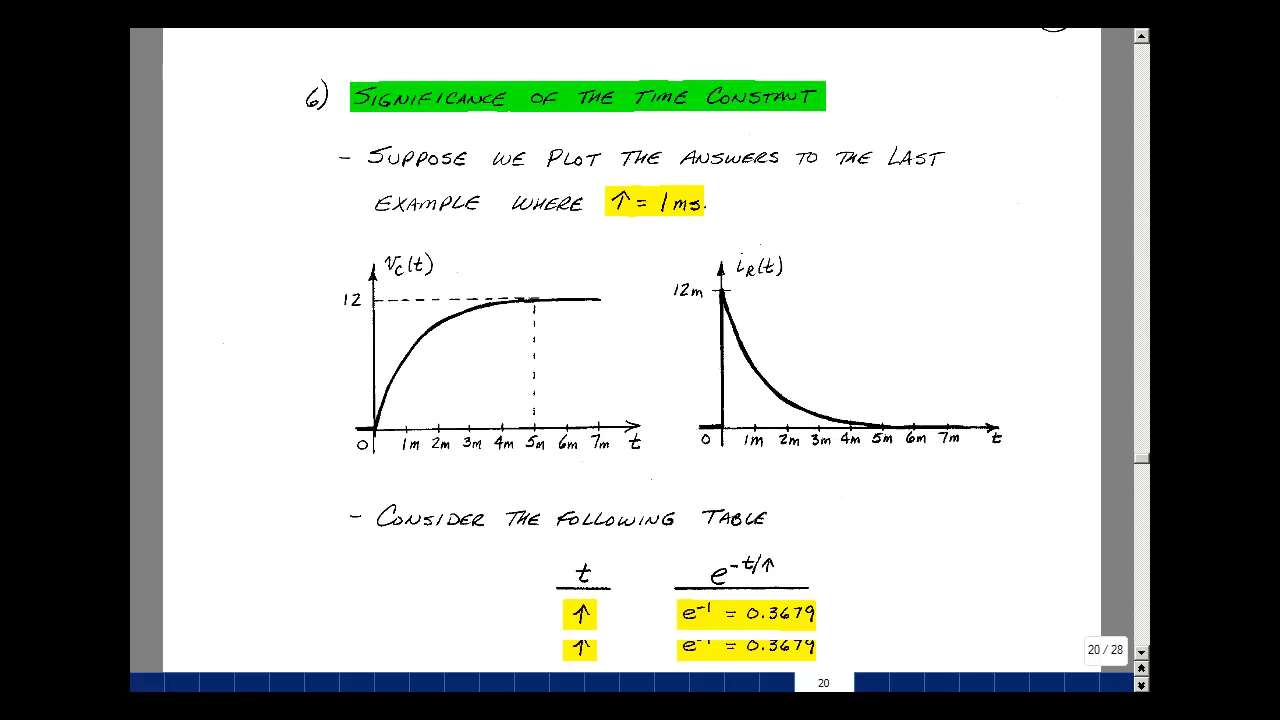 6) SIGNIFICANCE OF THE TIME CONSTANT
- SUPPOSE WE PLOT THE ANSWERS TO THE LAST
EXAMPLE WHERE ↑ = 1ms.
Vc(t)
12
0 1m 2m 3m 4m 5m 6m 7m t
iR(t)
12m
0 1m 2m 3m 4m 5m 6m 7m t
- CONSIDER THE FOLLOWING TABLE
t e^-t/↑
↑ e^-1 = 0.3679
↑ e^-1 = 0.3679
20 / 28
20